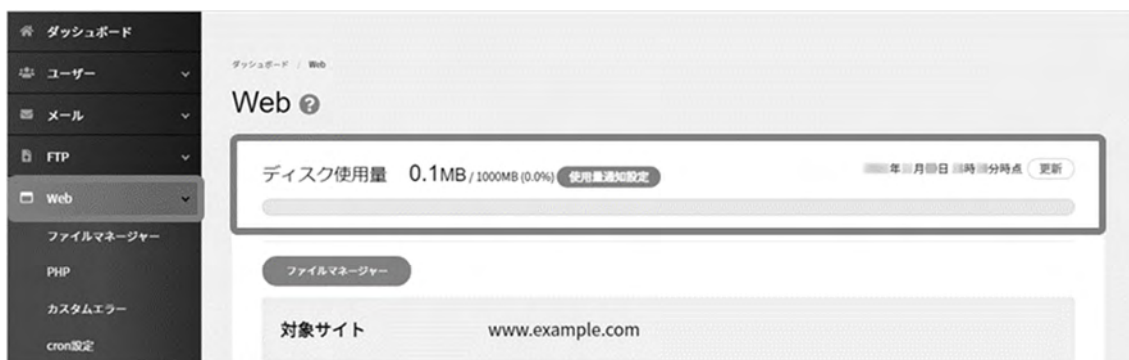 ダッシュボード
ユーザー
メール
FTP
Web
ファイルマネージャー
PHP
カスタムエラー
cron設定
ダッシュボード / Web
Web ?
ディスク使用量 0.1MB / 1000MB (0.0%) 使用量通知設定
年 月 日 時 分時点 更新
ファイルマネージャー
対象サイト www.example.com